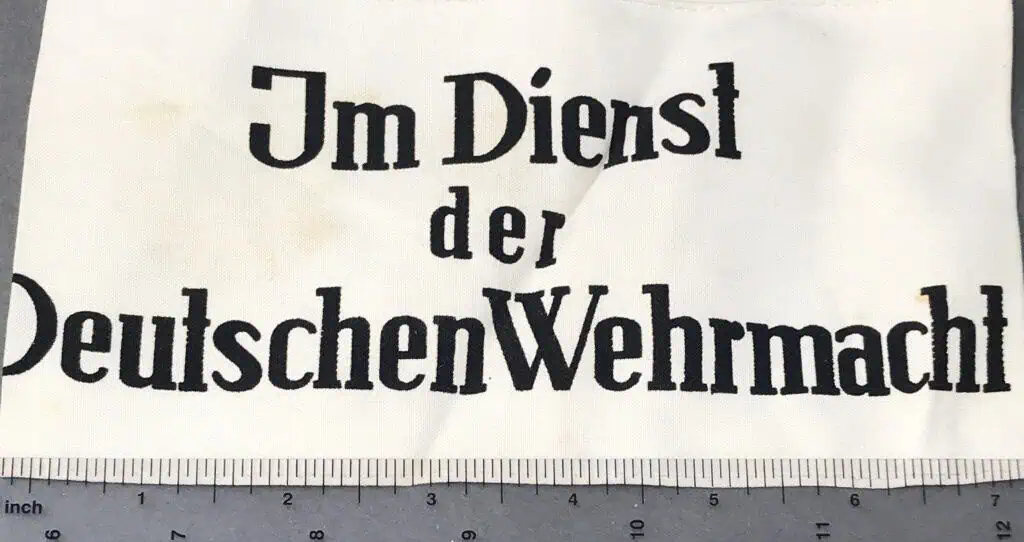 Im Dienst
der
Deutschen Wehrmacht
1 2 3 4 5 6 7
inch
6 7 8 9 10 11 12